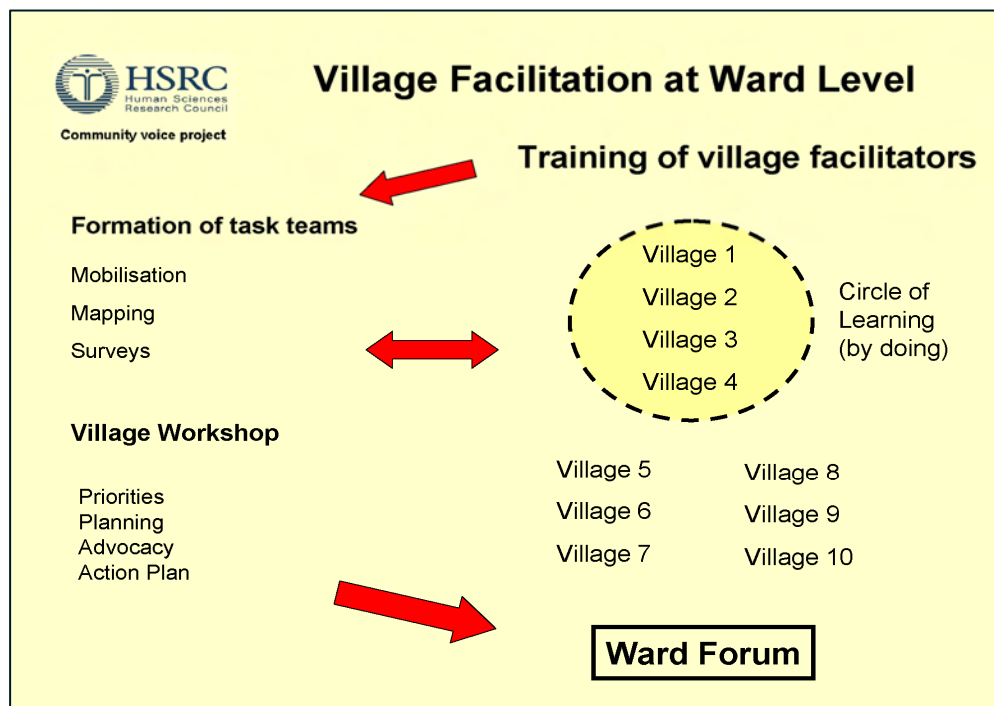 HSRC
Human Sciences
Research Council
Community voice project
Village Facilitation at Ward Level
Training of village facilitators
Formation of task teams
Mobilisation
Mapping
Surveys
Village 1
Village 2
Village 3
Village 4
Circle of
Learning
(by doing)
Village Workshop
Priorities
Planning
Advocacy
Action Plan
Village 5
Village 6
Village 7
Village 8
Village 9
Village 10
Ward Forum